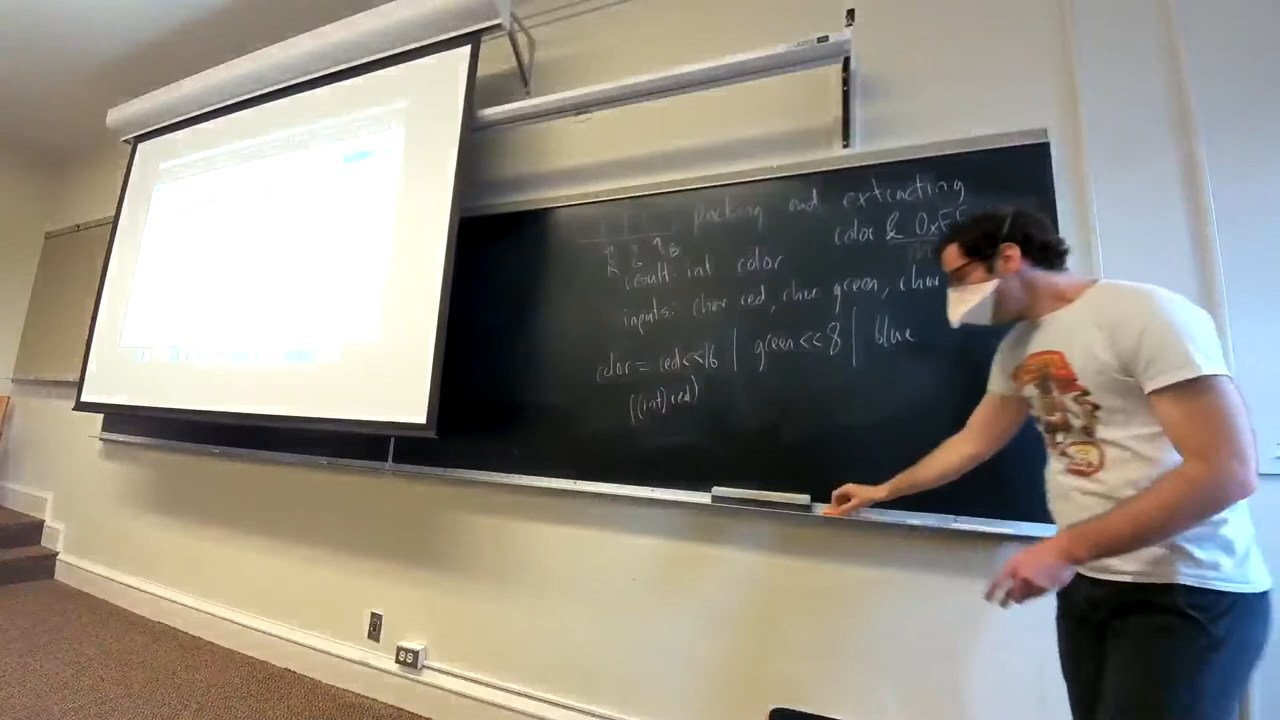 packing and extracting
color & 0xFF
R G B
result: int color
inputs: char red, char green, char
color = red<<16 | green<<8 | blue
((int) red)